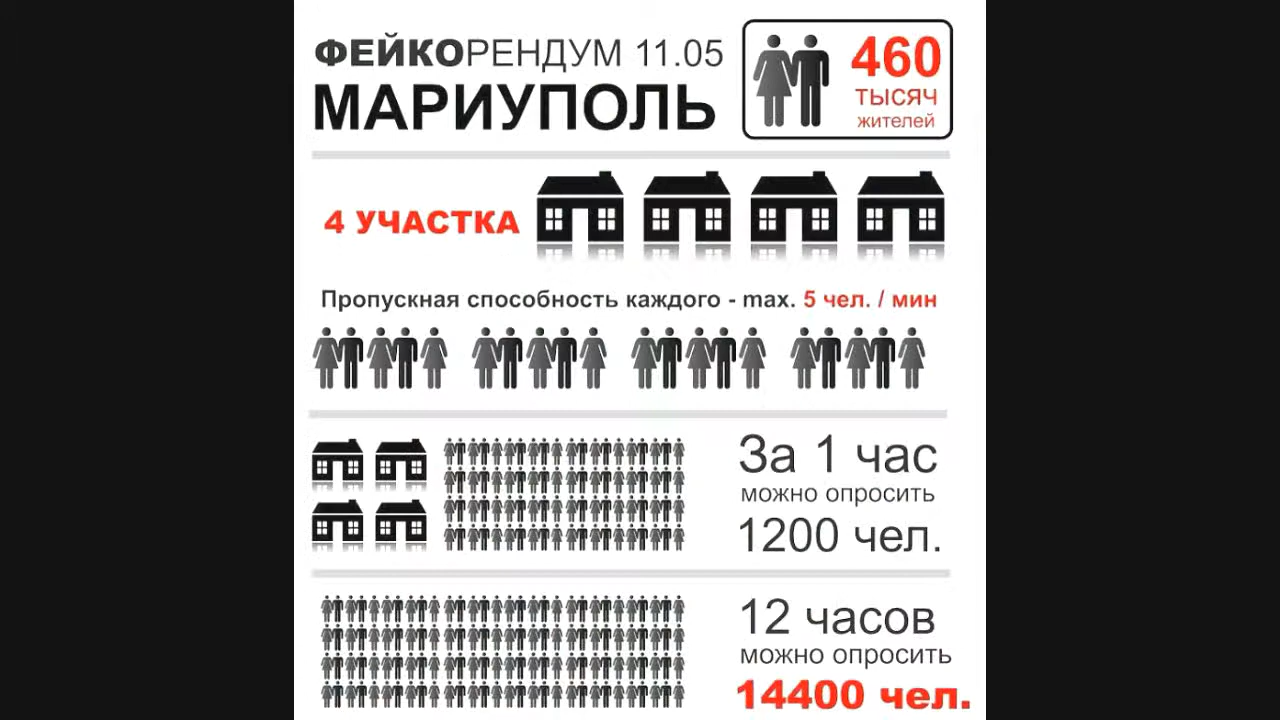 ФЕЙКОРЕНДУМ 11.05
МАРИУПОЛЬ
460
ТЫСЯЧ
жителей
4 УЧАСТКА
Пропускная способность каждого - max. 5 чел. / мин
За 1 час
можно опросить
1200 чел.
12 часов
можно опросить
14400 чел.